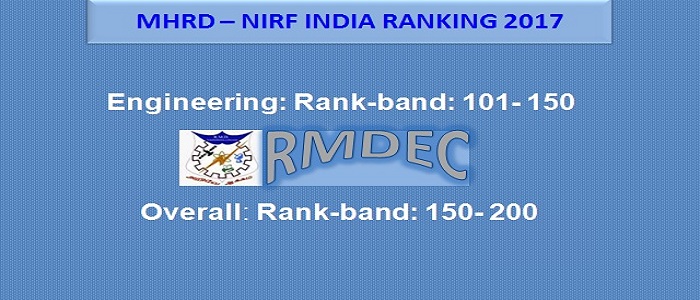 MHRD – NIRF INDIA RANKING 2017
Engineering: Rank-band: 101- 150
RMDEC
Overall: Rank-band: 150- 200